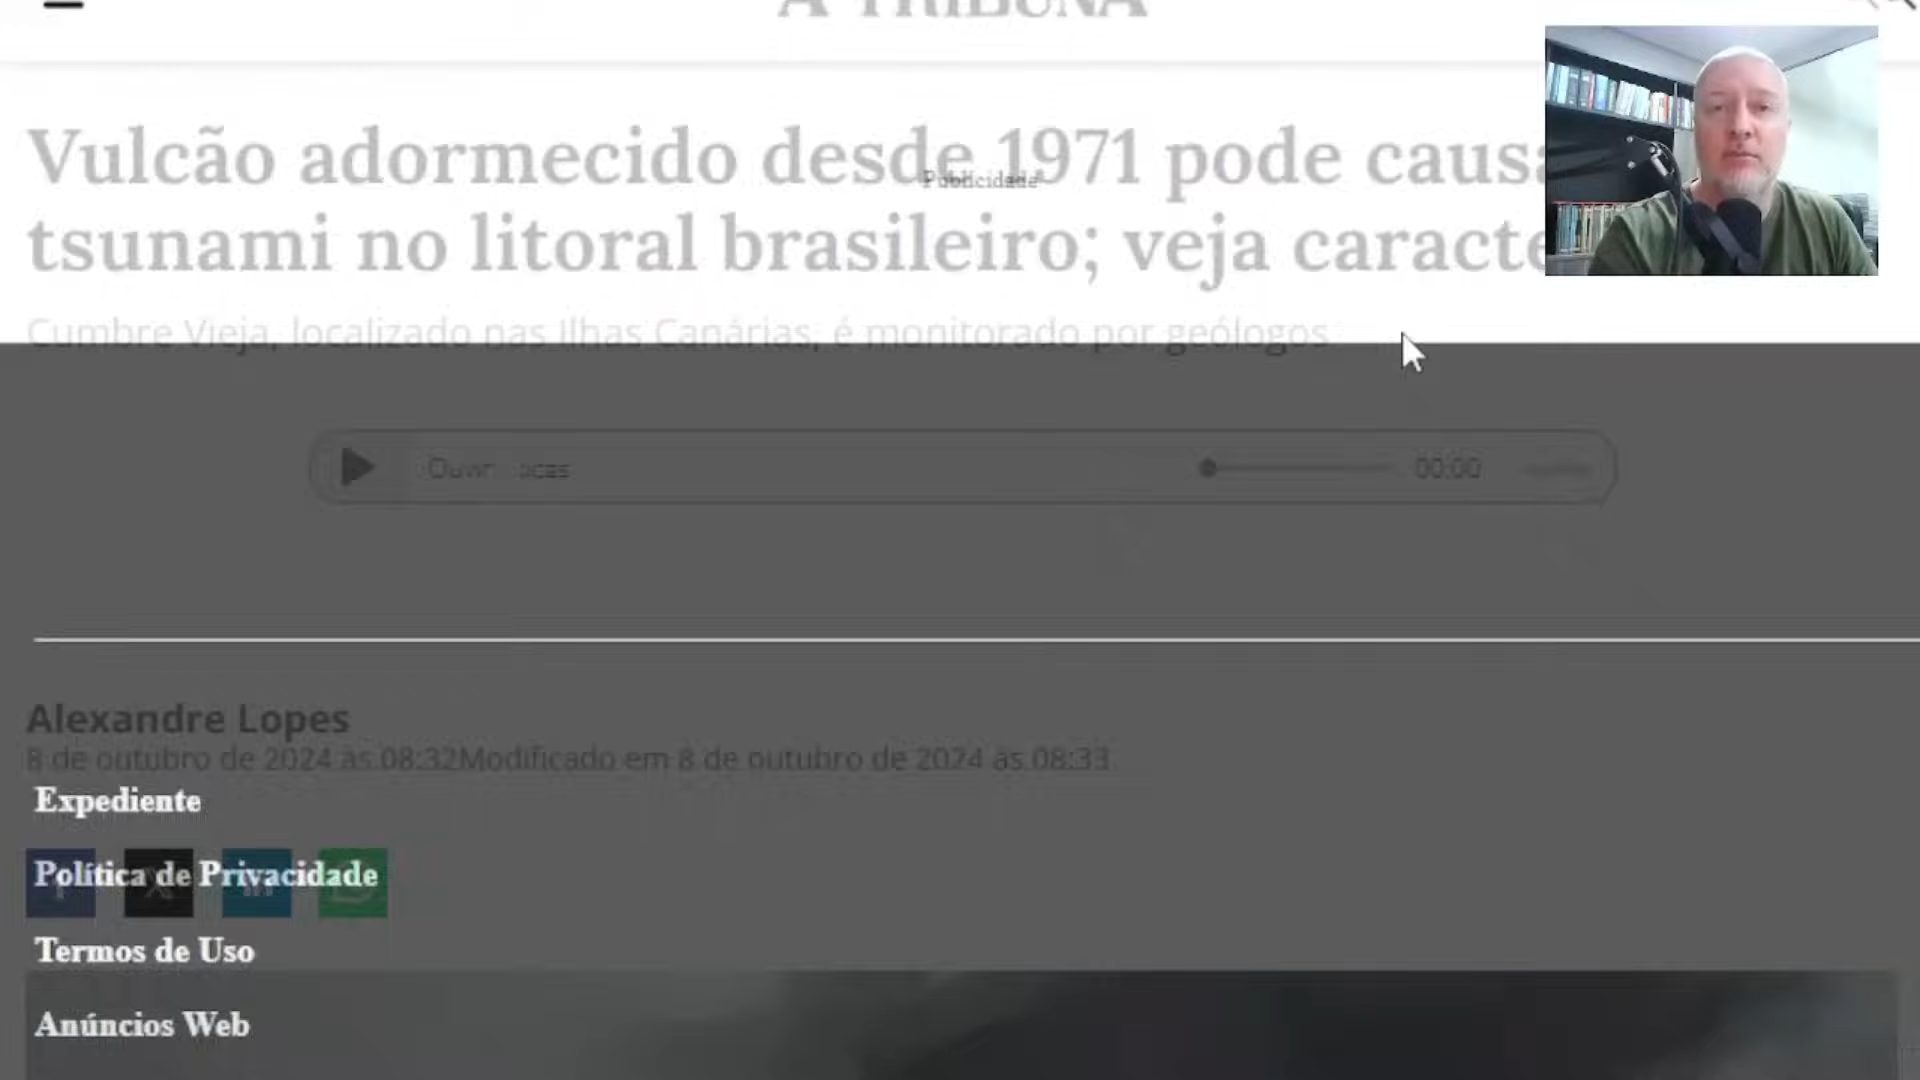 A TRIBUNA
Vulcão adormecido desde 1971 pode causa
Publicidade
tsunami no litoral brasileiro; veja caracte
Cumbre Vieja, localizado nas Ilhas Canárias, é monitorado por geólogos
00:00
Alexandre Lopes
8 de outubro de 2024 às 08:32Modificado em 8 de outubro de 2024 às 08:33
Expediente
Política de Privacidade
Termos de Uso
Anúncios Web